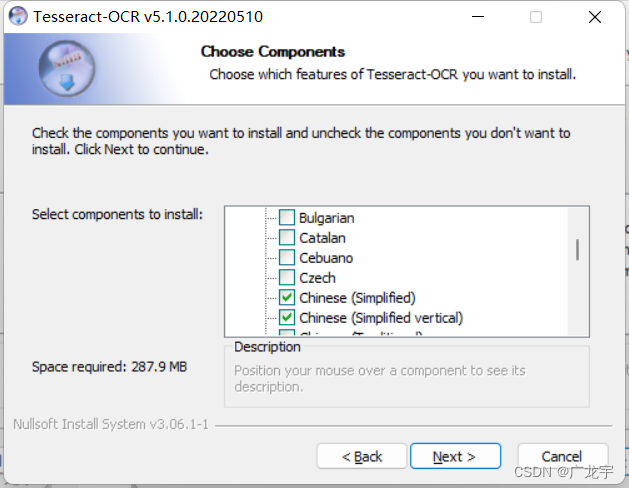 Tesseract-OCR v5.1.0.20220510
Choose Components
Choose which features of Tesseract-OCR you want to install.
Check the components you want to install and uncheck the components you don't want to
install. Click Next to continue.
Select components to install:
Bulgarian
Catalan
Cebuano
Czech
Chinese (Simplified)
Chinese (Simplified vertical)
Space required: 287.9 MB
Description
Position your mouse over a component to see its
description.
Nullsoft Install System v3.06.1-1
< Back
Next >
Cancel
CSDN @广龙宇